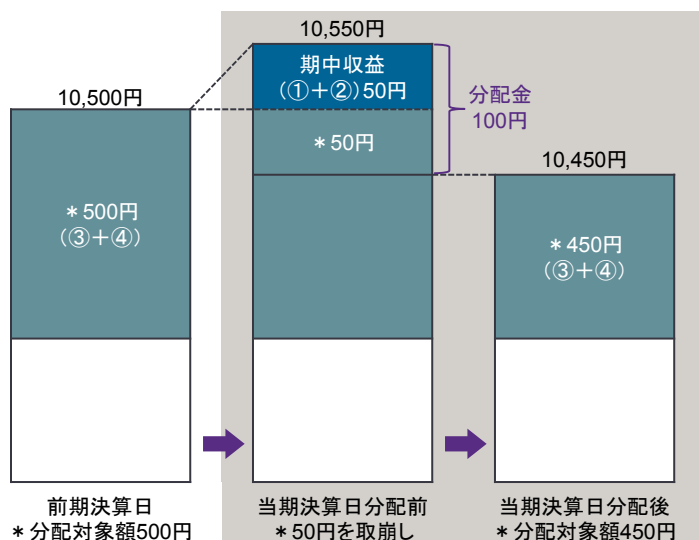 10,500円
＊500円
（③＋④）
前期決算日
＊分配対象額500円
10,550円
期中収益
（①＋②）50円
＊50円
分配金
100円
当期決算日分配前
＊50円を取崩し
10,450円
＊450円
（③＋④）
当期決算日分配後
＊分配対象額450円